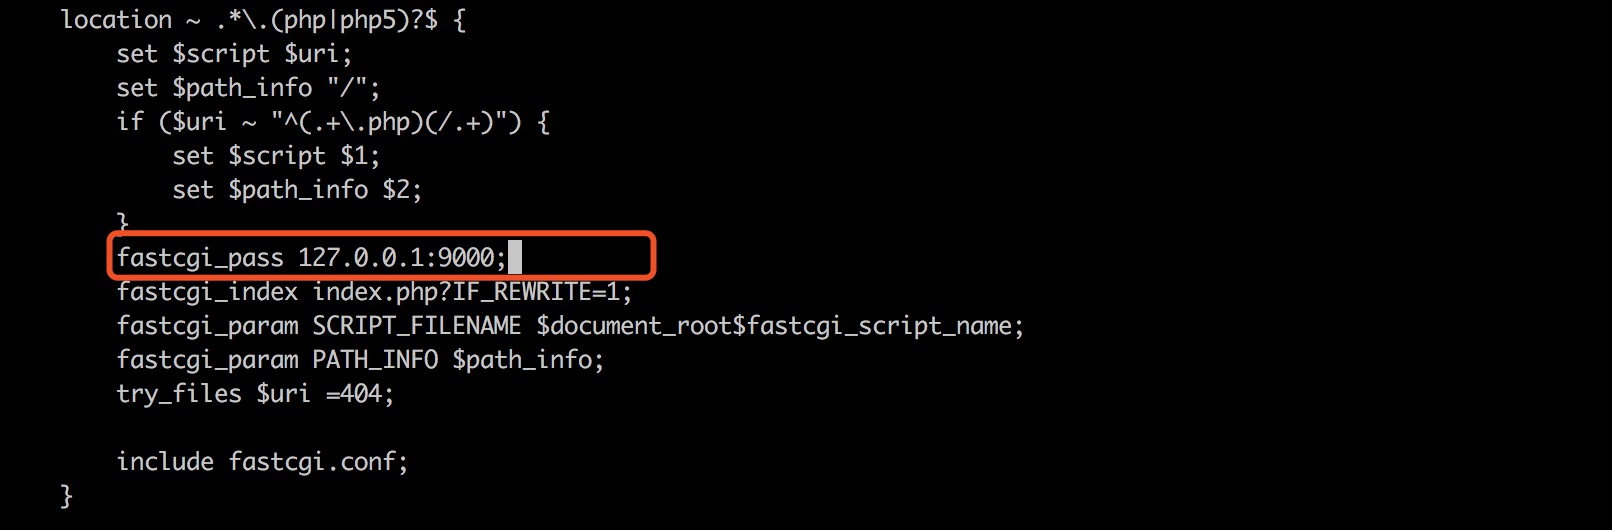 location ~ .*\.(php|php5)?$ {
set $script $uri;
set $path_info "/";
if ($uri ~ "^(.+\.php)(/.+)") {
set $script $1;
set $path_info $2;
}
fastcgi_pass 127.0.0.1:9000;
fastcgi_index index.php?IF_REWRITE=1;
fastcgi_param SCRIPT_FILENAME $document_root$fastcgi_script_name;
fastcgi_param PATH_INFO $path_info;
try_files $uri =404;
include fastcgi.conf;
}